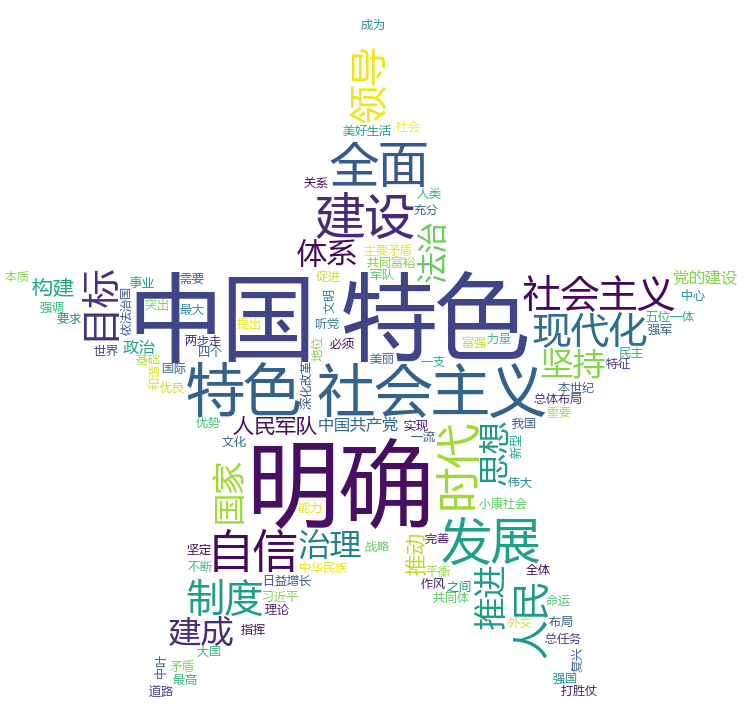 成为
领导
美好生活
社会
全面
关系
人类
建设
充分
法治
体系
主要矛盾
共同富裕
军队
本质
构建
目标
事业
需要
中国 特色
促进
社会主义
党的建设
中心
强调
要求
依法治国
突出
最大
提出
文明
听党
现代化
五位一体
强军
世界
政治
两步走
四个
地位
必须
富强
力量
民主
基础
和谐
国际
优良
特色 社会主义
深化改革
美丽
一支
坚持
特征
本世纪
总体布局
重要
优势
人民军队
中国共产党
实现
一流
文化
明确
时代
思想
我国
新型
国家
能力
伟大
小康社会
自信
治理
战略
坚定
不断
中华民族
发展
推动
完善
平衡
全体
制度
日益增长
习近平
理论
作风
之间
共同体
推进
人民
命运
建成
指挥
外交
布局
总任务
大国
中叶
矛盾
最高
道路
复兴
强国
打胜仗